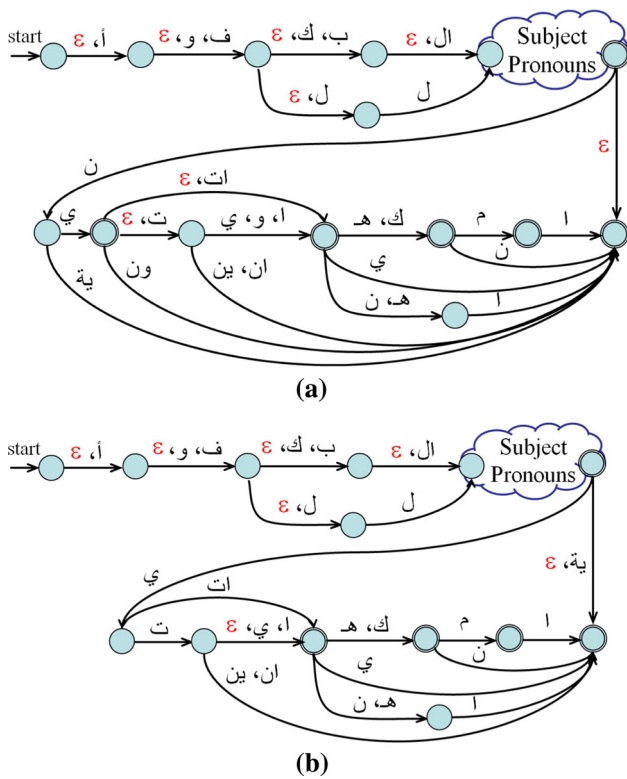 start
ε، أ
ε، و، ف
ε، ك، ب
ε، ال
Subject
Pronouns
ε، ل
ل
ن
ε
ε، ات
ي
ε، ت
ا، و، ي
ك، هـ
م
ا
ن
ي
ية
ون
ان، ين
هـ، ن
ا
(a)
start
ε، أ
ε، و، ف
ε، ك، ب
ε، ال
Subject
Pronouns
ε، ل
ل
ي
ε، ية
ات
ت
ε، ي، ا
ك، هـ
م
ا
ن
ي
ان، ين
هـ، ن
ا
(b)